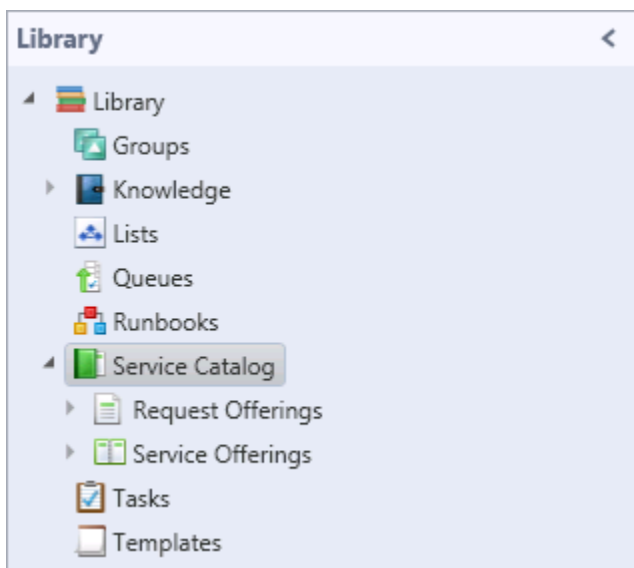 Library
Library
Groups
Knowledge
Lists
Queues
Runbooks
Service Catalog
Request Offerings
Service Offerings
Tasks
Templates